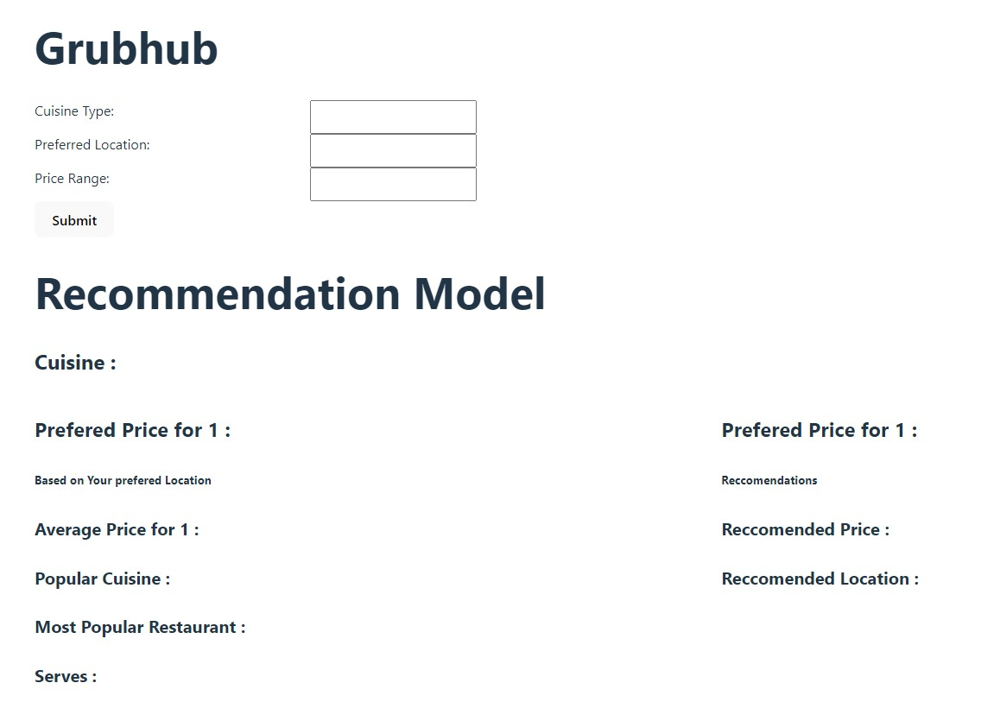 Grubhub
Cuisine Type:
Preferred Location:
Price Range:
Submit
Recommendation Model
Cuisine :
Prefered Price for 1 :
Based on Your prefered Location
Average Price for 1 :
Popular Cuisine :
Most Popular Restaurant :
Serves :
Prefered Price for 1 :
Reccomendations
Reccomended Price :
Reccomended Location :